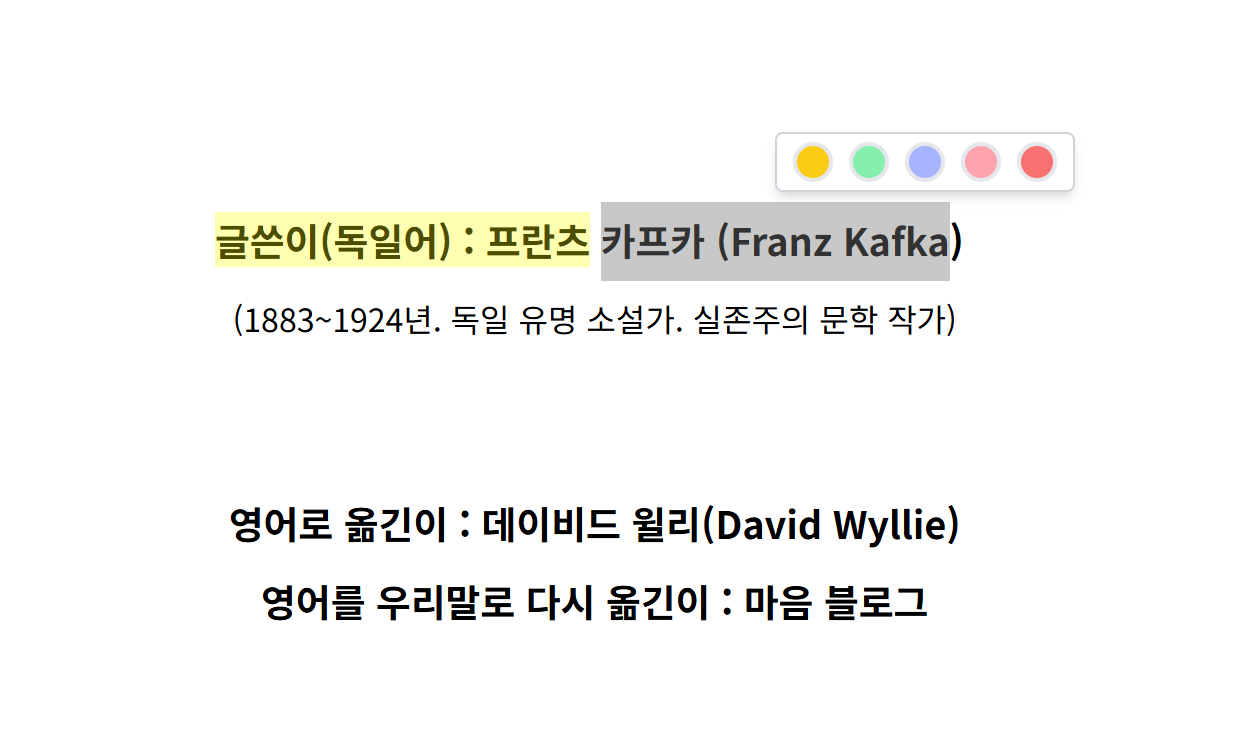 글쓴이(독일어) : 프란츠 카프카 (Franz Kafka)
(1883~1924년. 독일 유명 소설가. 실존주의 문학 작가)
영어로 옮긴이 : 데이비드 윌리(David Wyllie)
영어를 우리말로 다시 옮긴이 : 마음 블로그